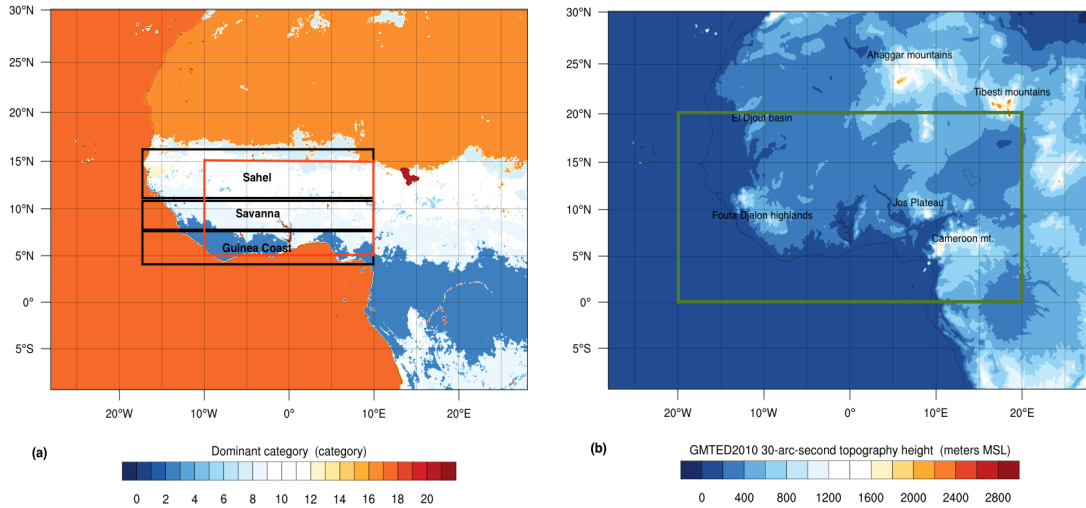 30°N
25°N
20°N
15°N
10°N
5°N
0°
5°S
20°W
10°W
0°
10°E
20°E
Sahel
Savanna
Guinea Coast
(a)
Dominant category (category)
0 2 4 6 8 10 12 14 16 18 20
30°N
25°N
20°N
15°N
10°N
5°N
0°
5°S
20°W
10°W
0°
10°E
20°E
Ahaggar mountains
Tibesti mountains
El Djouf basin
Jos Plateau
Fouta Djalon highlands
Cameroon mt.
(b)
GMTED2010 30-arc-second topography height (meters MSL)
0 400 800 1200 1600 2000 2400 2800